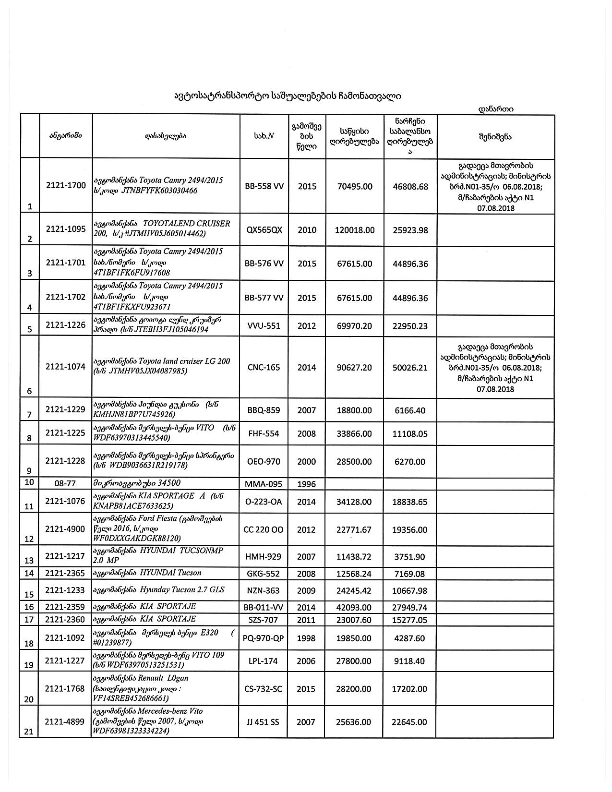 ავტოსატრანსპორტო საშუალებების ჩამონათვალი
დანართი
ანგარიში დასახელება სახ.N გამოშვების წელი საწყისი ღირებულება ნარჩენი საბალანსო ღირებულება შენიშვნა
1 2121-1700 ავტომანქანა Toyota Camry 2494/2015 ს/კოდი JTNBFYFK603030466 BB-558 VV 2015 70495.00 46808.68 გადაეცა მთავრობის ადმინისტრაციას; მინისტრის ბრძ.N01-35/ო 06.08.2018; მ/ჩაბარების აქტი N1 07.08.2018
2 2121-1095 ავტომანქანა TOYOTALEND CRUISER 200, ს/კ #JTMHV05J605014462) QX565QX 2010 120018.00 25923.98
3 2121-1701 ავტომანქანა Toyota Camry 2494/2015 სახ/ნომერი ს/კოდი 4T1BF1FK6FU917608 BB-576 VV 2015 67615.00 44896.36
4 2121-1702 ავტომანქანა Toyota Camry 2494/2015 სახ/ნომერი ს/კოდი 4T1BF1FKXFU923671 BB-577 VV 2015 67615.00 44896.36
5 2121-1226 ავტომანქანა ტოიოტა ლენდ კრუიზერ პრადო (ს/ნ JTEBH3FJ105046194 VVU-551 2012 69970.20 22950.23
6 2121-1074 ავტომანქანა Toyota land cruiser LG 200 (ს/ნ JTMHV05JX04087985) CNC-165 2014 90627.20 50026.21 გადაეცა მთავრობის ადმინისტრაციას; მინისტრის ბრძ.N01-35/ო 06.08.2018; მ/ჩაბარების აქტი N1 07.08.2018
7 2121-1229 ავტომანქანა ჰიუნდაი ტუქსონი (ს/ნ KMHJN81BP7U745926) BBQ-859 2007 18800.00 6166.40
8 2121-1225 ავტომანქანა მერსედეს-ბენცი VITO (ს/ნ WDF63970313445540) FHF-554 2008 33866.00 11108.05
9 2121-1228 ავტომანქანა მერსედეს-ბენცი სპრინტერი (ს/ნ WDB9036631R219178) OEO-970 2000 28500.00 6270.00
10 08-77 მიკროავტობუსი 34500 MMA-095 1996
11 2121-1076 ავტომანქანა KIA SPORTAGE A (ს/ნ KNAPB81ACE7633625) O-223-OA 2014 34128.00 18838.65
12 2121-4900 ავტომანქანა Ford Fiesta (გამოშვების წელი 2016, ს/კოდი WF0DXXGAKDGK88120) CC 220 OO 2012 22771.67 19356.00
13 2121-1217 ავტომანქანა HYUNDAI TUCSONMP 2.0 MP HMH-929 2007 11438.72 3751.90
14 2121-2365 ავტომანქანა HYUNDAI Tucson GKG-552 2008 12568.24 7169.08
15 2121-1233 ავტომანქანა Hyunday Tucson 2.7 GLS NZN-363 2009 24245.42 10667.98
16 2121-2359 ავტომანქანა KIA SPORTAJE BB-011-VV 2014 42093.00 27949.74
17 2121-2360 ავტომანქანა KIA SPORTAJE SZS-707 2011 23007.60 15277.05
18 2121-1092 ავტომანქანა მერსედეს ბენცი E320 ( #01239877) PQ-970-QP 1998 19850.00 4287.60
19 2121-1227 ავტომანქანა მერსედეს-ბენც VITO 109 (ს/ნ WDF63970513251531) LPL-174 2006 27800.00 9118.40
20 2121-1768 ავტომანქანა Renault L0gan (საიდენტიფიკაციო კოდი : VF14SREB452686661) CS-732-SC 2015 28200.00 17202.00
21 2121-4899 ავტომანქანა Mercedes-benz Vito (გამოშვების წელი 2007, ს/კოდი WDF63981323334224) JJ 451 SS 2007 25636.00 22645.00